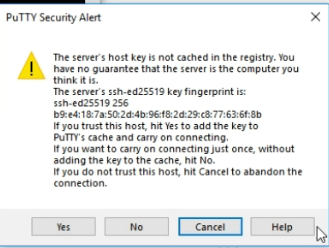 PuTTY Security Alert
The server's host key is not cached in the registry. You
have no guarantee that the server is the computer you
think it is.
The server's ssh-ed25519 key fingerprint is:
ssh-ed25519 256
b9:e4:18:7a:50:2d:4b:96:f8:2d:29:c8:77:63:6f:8b
If you trust this host, hit Yes to add the key to
PuTTY's cache and carry on connecting.
If you want to carry on connecting just once, without
adding the key to the cache, hit No.
If you do not trust this host, hit Cancel to abandon the
connection.
Yes No Cancel Help